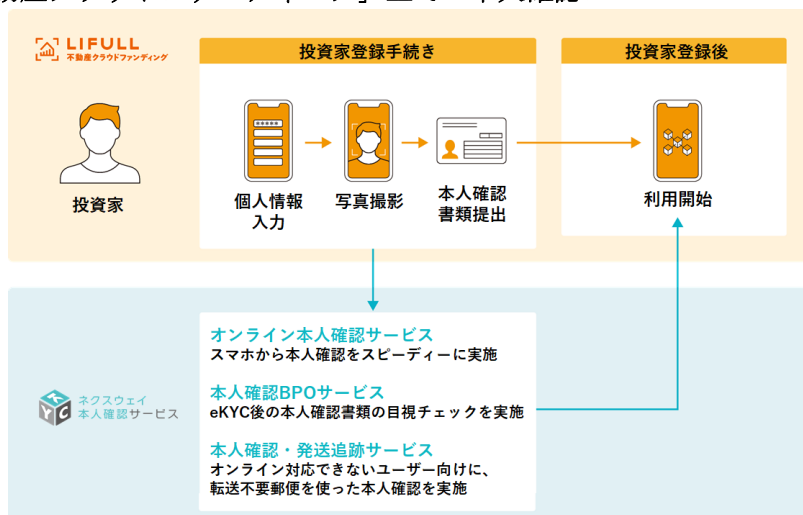 LIFULL
不動産クラウドファンディング
投資家登録手続き
投資家登録後
投資家
個人情報
入力
写真撮影
本人確認
書類提出
利用開始
オンライン本人確認サービス
スマホから本人確認をスピーディーに実施
本人確認BPOサービス
eKYC後の本人確認書類の目視チェックを実施
本人確認・発送追跡サービス
オンライン対応できないユーザー向けに、
転送不要郵便を使った本人確認を実施
KYC
ネクスウェイ
本人確認サービス